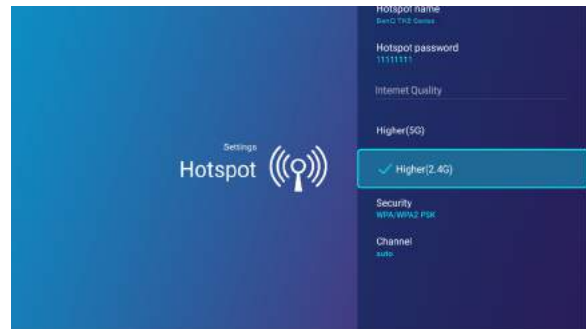 Hotspot name
BenQ TKE Series
Hotspot password
11111111
Internet Quality
Higher(5G)
Settings
Hotspot
Higher(2.4G)
Security
WPA/WPA2 PSK
Channel
auto